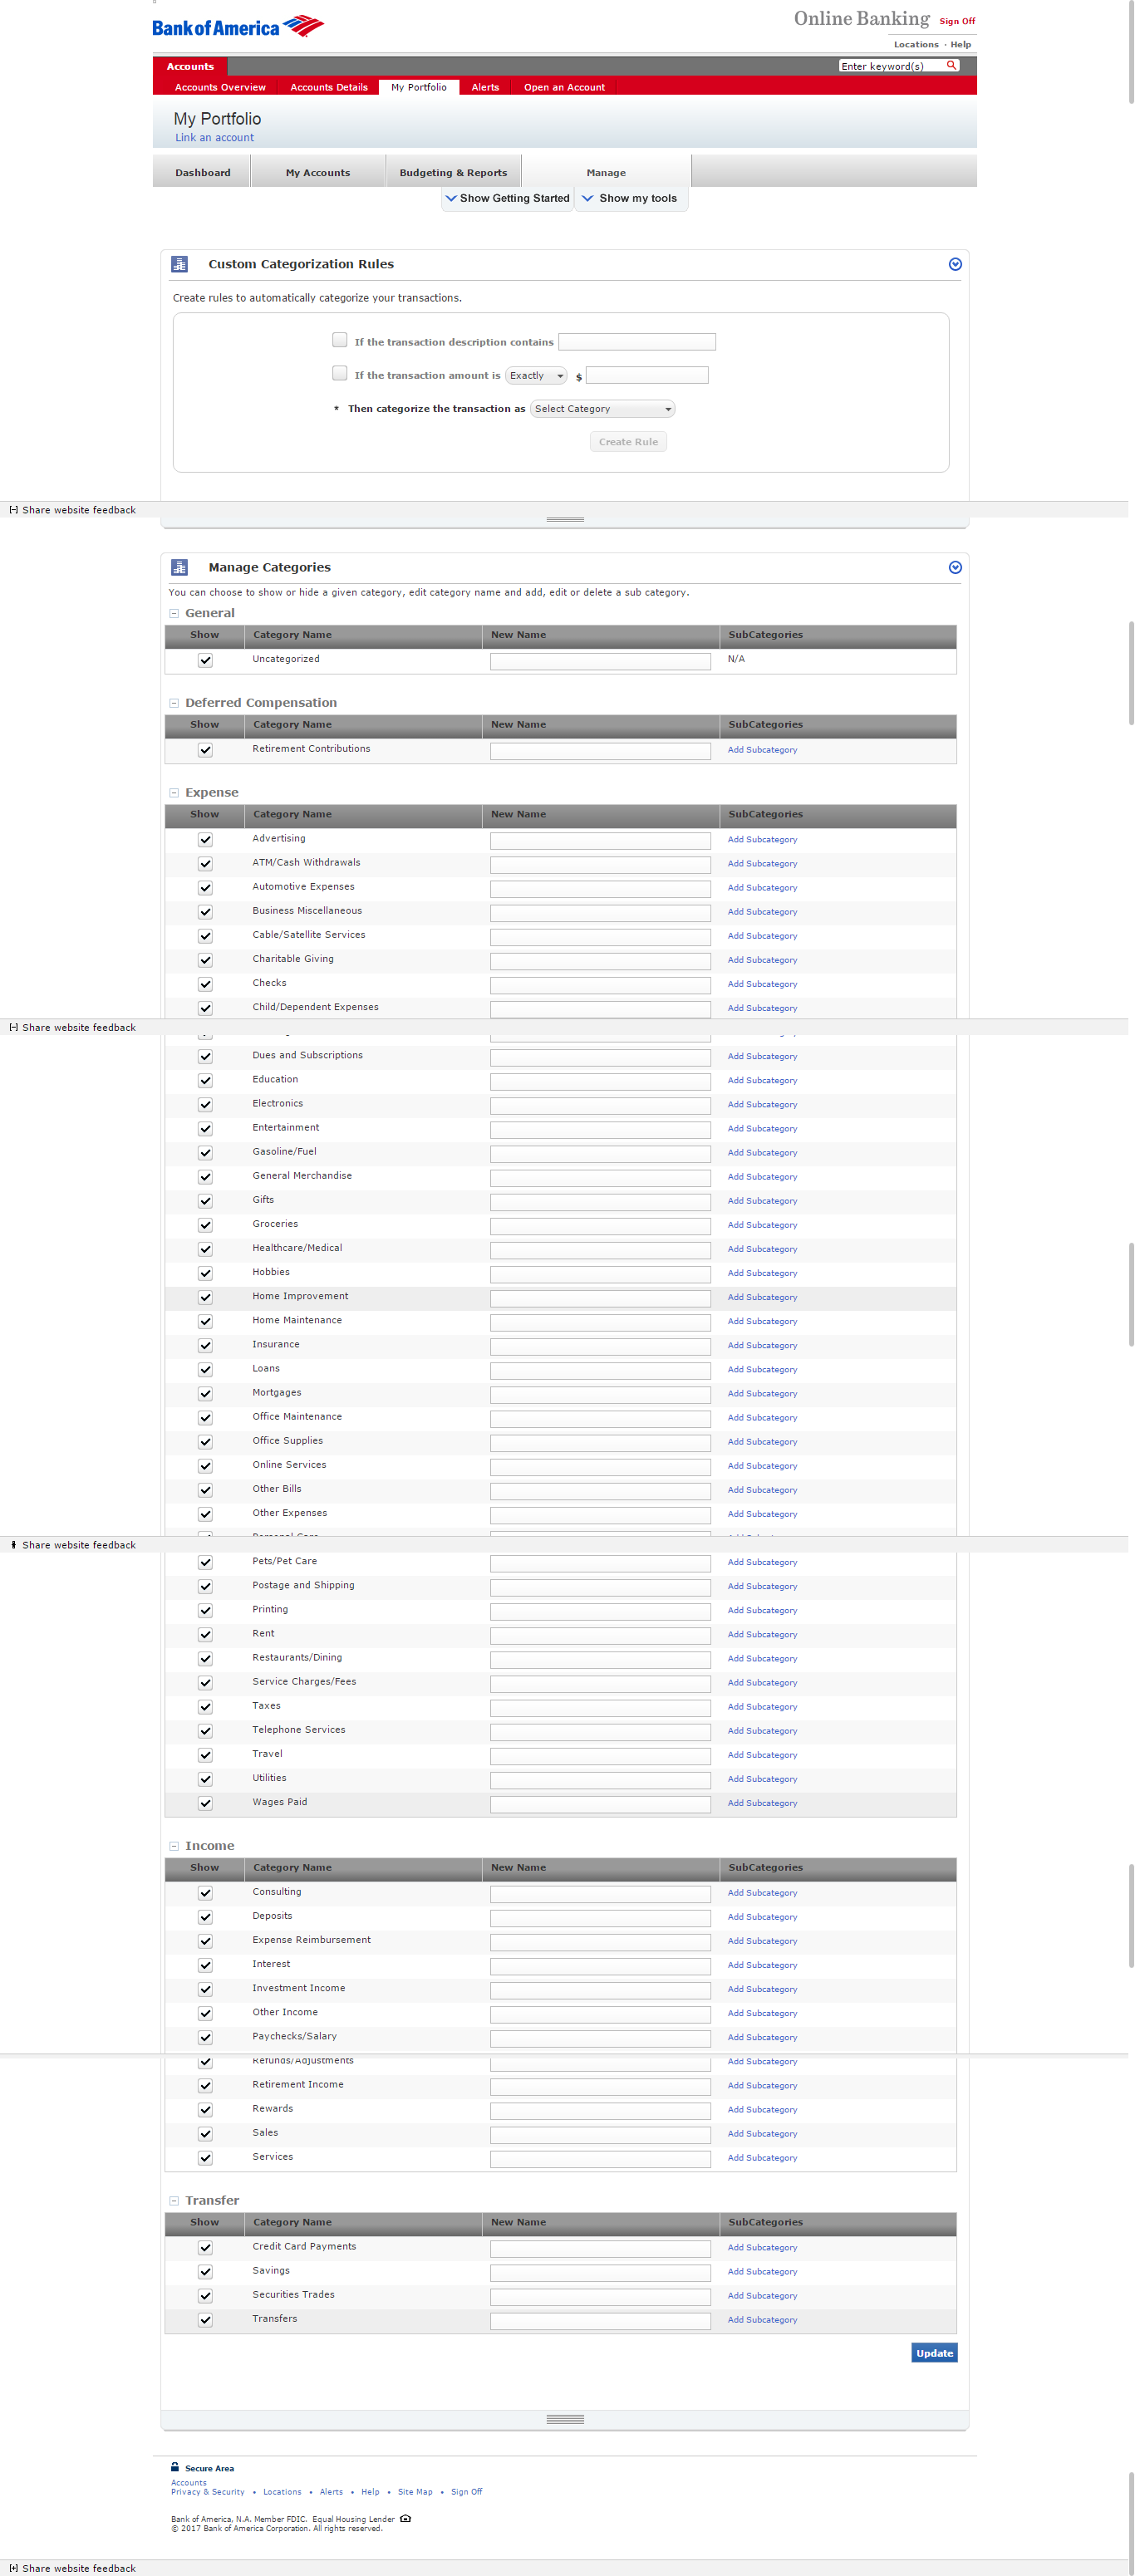 Bank of America
Online Banking Sign Off
Locations · Help
Accounts
Enter keyword(s)
Accounts Overview Accounts Details My Portfolio Alerts Open an Account
My Portfolio
Link an account
Dashboard My Accounts Budgeting & Reports Manage
Show Getting Started Show my tools
Custom Categorization Rules
Create rules to automatically categorize your transactions.
If the transaction description contains
If the transaction amount is Exactly $
* Then categorize the transaction as Select Category
Create Rule
[-] Share website feedback
Manage Categories
You can choose to show or hide a given category, edit category name and add, edit or delete a sub category.
General
Show Category Name New Name SubCategories
Uncategorized N/A
Deferred Compensation
Show Category Name New Name SubCategories
Retirement Contributions Add Subcategory
Expense
Show Category Name New Name SubCategories
Advertising Add Subcategory
ATM/Cash Withdrawals Add Subcategory
Automotive Expenses Add Subcategory
Business Miscellaneous Add Subcategory
Cable/Satellite Services Add Subcategory
Charitable Giving Add Subcategory
Checks Add Subcategory
Child/Dependent Expenses Add Subcategory
[-] Share website feedback
Dues and Subscriptions Add Subcategory
Education Add Subcategory
Electronics Add Subcategory
Entertainment Add Subcategory
Gasoline/Fuel Add Subcategory
General Merchandise Add Subcategory
Gifts Add Subcategory
Groceries Add Subcategory
Healthcare/Medical Add Subcategory
Hobbies Add Subcategory
Home Improvement Add Subcategory
Home Maintenance Add Subcategory
Insurance Add Subcategory
Loans Add Subcategory
Mortgages Add Subcategory
Office Maintenance Add Subcategory
Office Supplies Add Subcategory
Online Services Add Subcategory
Other Bills Add Subcategory
Other Expenses Add Subcategory
Share website feedback
Pets/Pet Care Add Subcategory
Postage and Shipping Add Subcategory
Printing Add Subcategory
Rent Add Subcategory
Restaurants/Dining Add Subcategory
Service Charges/Fees Add Subcategory
Taxes Add Subcategory
Telephone Services Add Subcategory
Travel Add Subcategory
Utilities Add Subcategory
Wages Paid Add Subcategory
Income
Show Category Name New Name SubCategories
Consulting Add Subcategory
Deposits Add Subcategory
Expense Reimbursement Add Subcategory
Interest Add Subcategory
Investment Income Add Subcategory
Other Income Add Subcategory
Paychecks/Salary Add Subcategory
Refunds/Adjustments Add Subcategory
Retirement Income Add Subcategory
Rewards Add Subcategory
Sales Add Subcategory
Services Add Subcategory
Transfer
Show Category Name New Name SubCategories
Credit Card Payments Add Subcategory
Savings Add Subcategory
Securities Trades Add Subcategory
Transfers Add Subcategory
Update
Secure Area
Accounts
Privacy & Security • Locations • Alerts • Help • Site Map • Sign Off
Bank of America, N.A. Member FDIC. Equal Housing Lender
© 2017 Bank of America Corporation. All rights reserved.
[+] Share website feedback